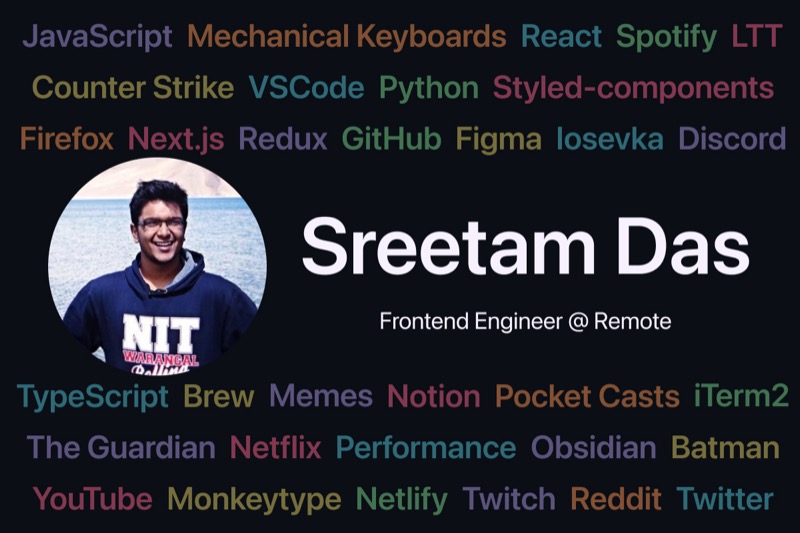 JavaScript Mechanical Keyboards React Spotify LTT
Counter Strike VSCode Python Styled-components
Firefox Next.js Redux GitHub Figma Iosevka Discord
Sreetam Das
Frontend Engineer @ Remote
NIT
WARANGAL
Rolling
TypeScript Brew Memes Notion Pocket Casts iTerm2
The Guardian Netflix Performance Obsidian Batman
YouTube Monkeytype Netlify Twitch Reddit Twitter